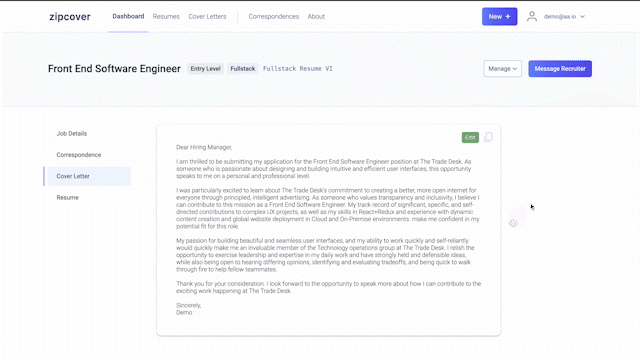 zipcover
Dashboard Resumes Cover Letters Correspondences About
New +
demo@aa.io
Front End Software Engineer Entry Level Fullstack Fullstack Resume VI
Manage
Message Recruiter
Job Details
Correspondence
Cover Letter
Resume
Edit
Dear Hiring Manager,
I am thrilled to be submitting my application for the Front End Software Engineer position at The Trade Desk. As
someone who is passionate about designing and building intuitive and efficient user interfaces, this opportunity
speaks to me on a personal and professional level.
I was particularly excited to learn about The Trade Desk's commitment to creating a better, more open internet for
everyone through principled, intelligent advertising. As someone who values transparency and inclusivity, I believe I
can contribute to this mission as a Front End Software Engineer. My track record of significant, specific, and self-
directed contributions to complex UX projects, as well as my skills in React+Redux and experience with dynamic
content creation and global website deployment in Cloud and On-Premise environments make me confident in my
potential fit for this role.
My passion for building beautiful and seamless user interfaces, and my ability to work quickly and self-reliantly
would quickly make me an invaluable member of the Technology operations group at The Trade Desk. I relish the
opportunity to exercise leadership and expertise in my daily work and have strongly held and defensible ideas,
while also being open to hearing differing opinions, identifying and evaluating tradeoffs, and being quick to walk
through fire to help fellow teammates.
Thank you for your consideration. I look forward to the opportunity to speak more about how I can contribute to the
exciting work happening at The Trade Desk.
Sincerely,
Demo